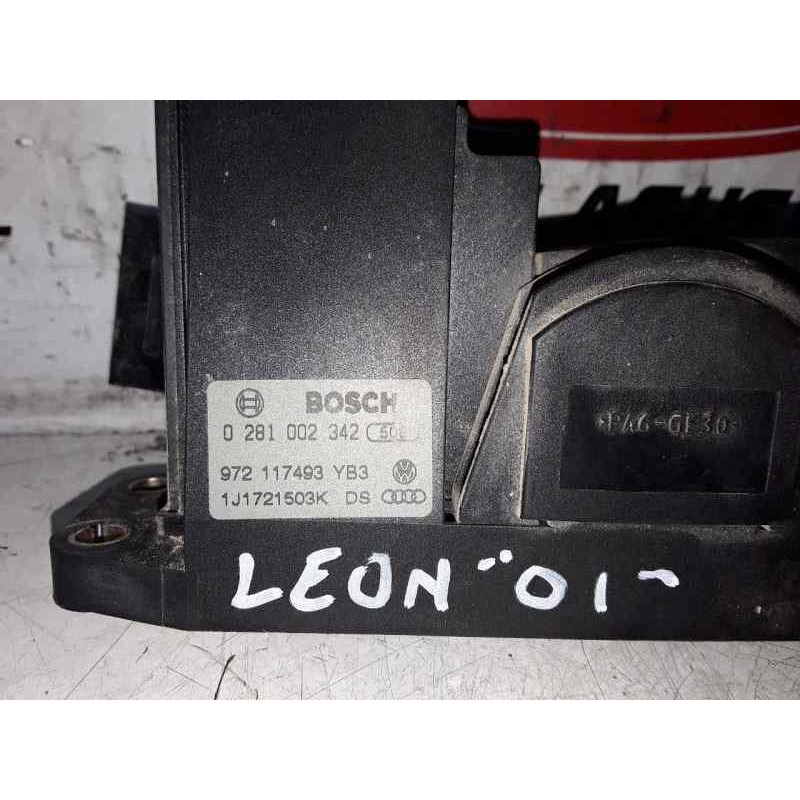 BOSCH
0 281 002 342
972 117493 YB3
1J1721503K DS
>PA6-GF30<
LEON "01"